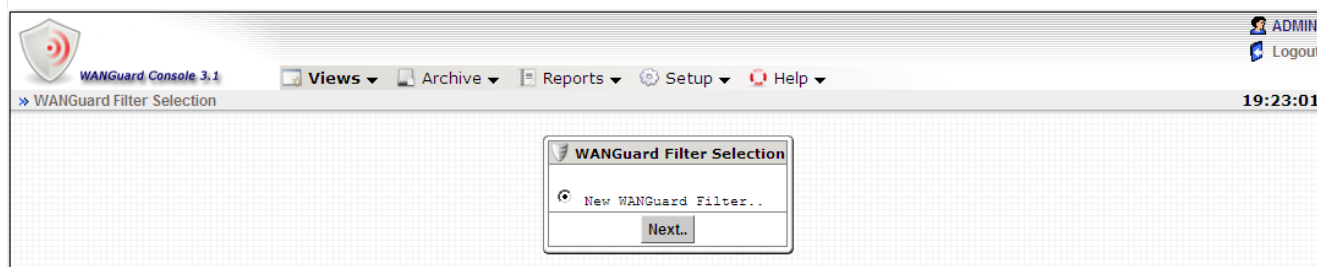 ADMIN
Logout
WANGuard Console 3.1
Views Archive Reports Setup Help
» WANGuard Filter Selection
19:23:01
WANGuard Filter Selection
New WANGuard Filter..
Next..